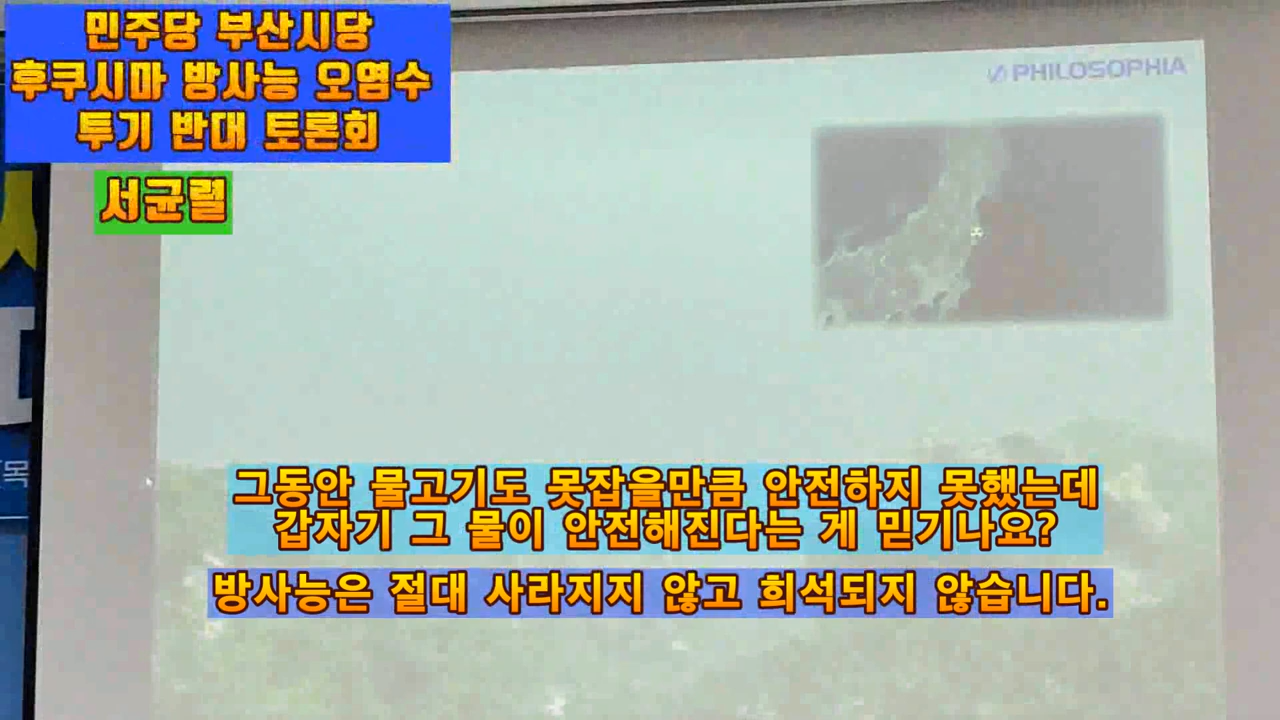 민주당 부산시당
후쿠시마 방사능 오염수
투기 반대 토론회
서균렬
PHILOSOPHIA
목
그동안 물고기도 못잡을만큼 안전하지 못했는데
갑자기 그 물이 안전해진다는 게 믿기나요?
방사능은 절대 사라지지 않고 희석되지 않습니다.